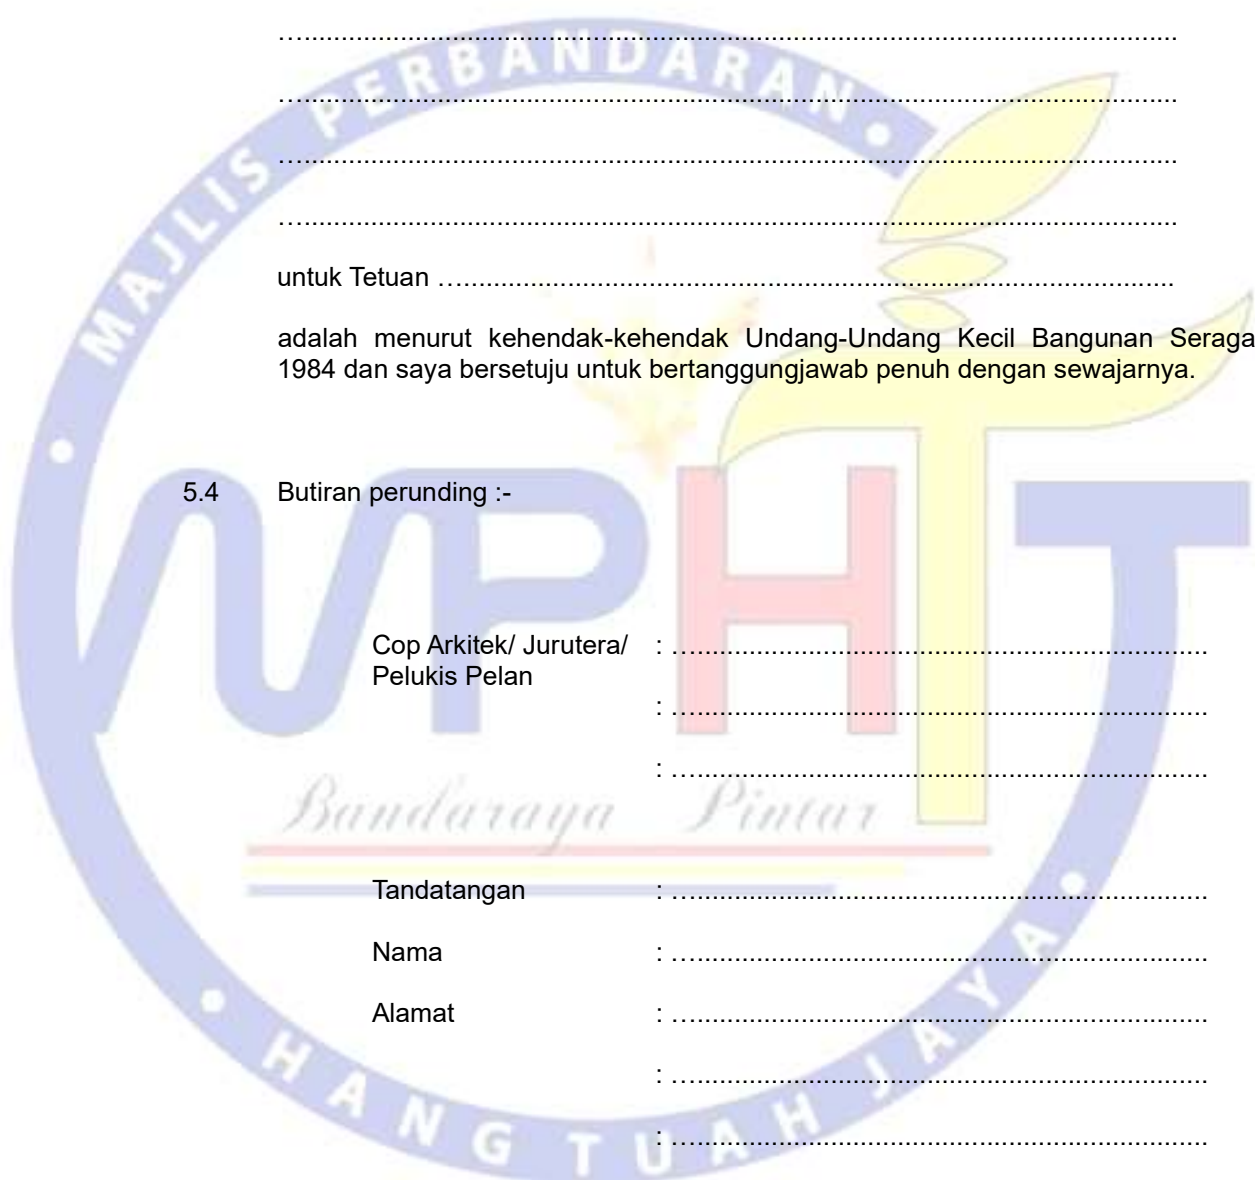 ….....................................................................................................................
….....................................................................................................................
….....................................................................................................................
….....................................................................................................................
untuk Tetuan ….............................................................................................
adalah menurut kehendak-kehendak Undang-Undang Kecil Bangunan Seraga
1984 dan saya bersetuju untuk bertanggungjawab penuh dengan sewajarnya.
5.4 Butiran perunding :-
Cop Arkitek/ Jurutera/ : ….....................................................................
Pelukis Pelan
: ….....................................................................
: ….....................................................................
Tandatangan : ….....................................................................
Nama : ….....................................................................
Alamat : ….....................................................................
: ….....................................................................
: ….....................................................................
MAJLIS PERBANDARAN
MPHT
Bandaraya Pintar
HANG TUAH JAYA